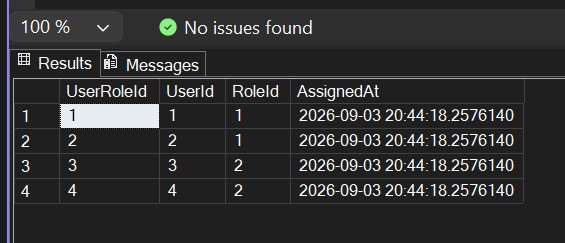 100 % No issues found
Results Messages
UserRoleId UserId RoleId AssignedAt
1 1 1 1 2026-09-03 20:44:18.2576140
2 2 2 1 2026-09-03 20:44:18.2576140
3 3 3 2 2026-09-03 20:44:18.2576140
4 4 4 2 2026-09-03 20:44:18.2576140